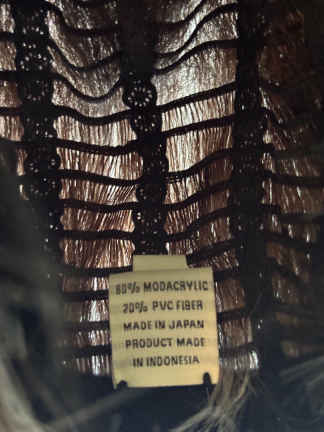 80% MODACRYLIC
20% PVC FIBER
MADE IN JAPAN
PRODUCT MADE
IN INDONESIA